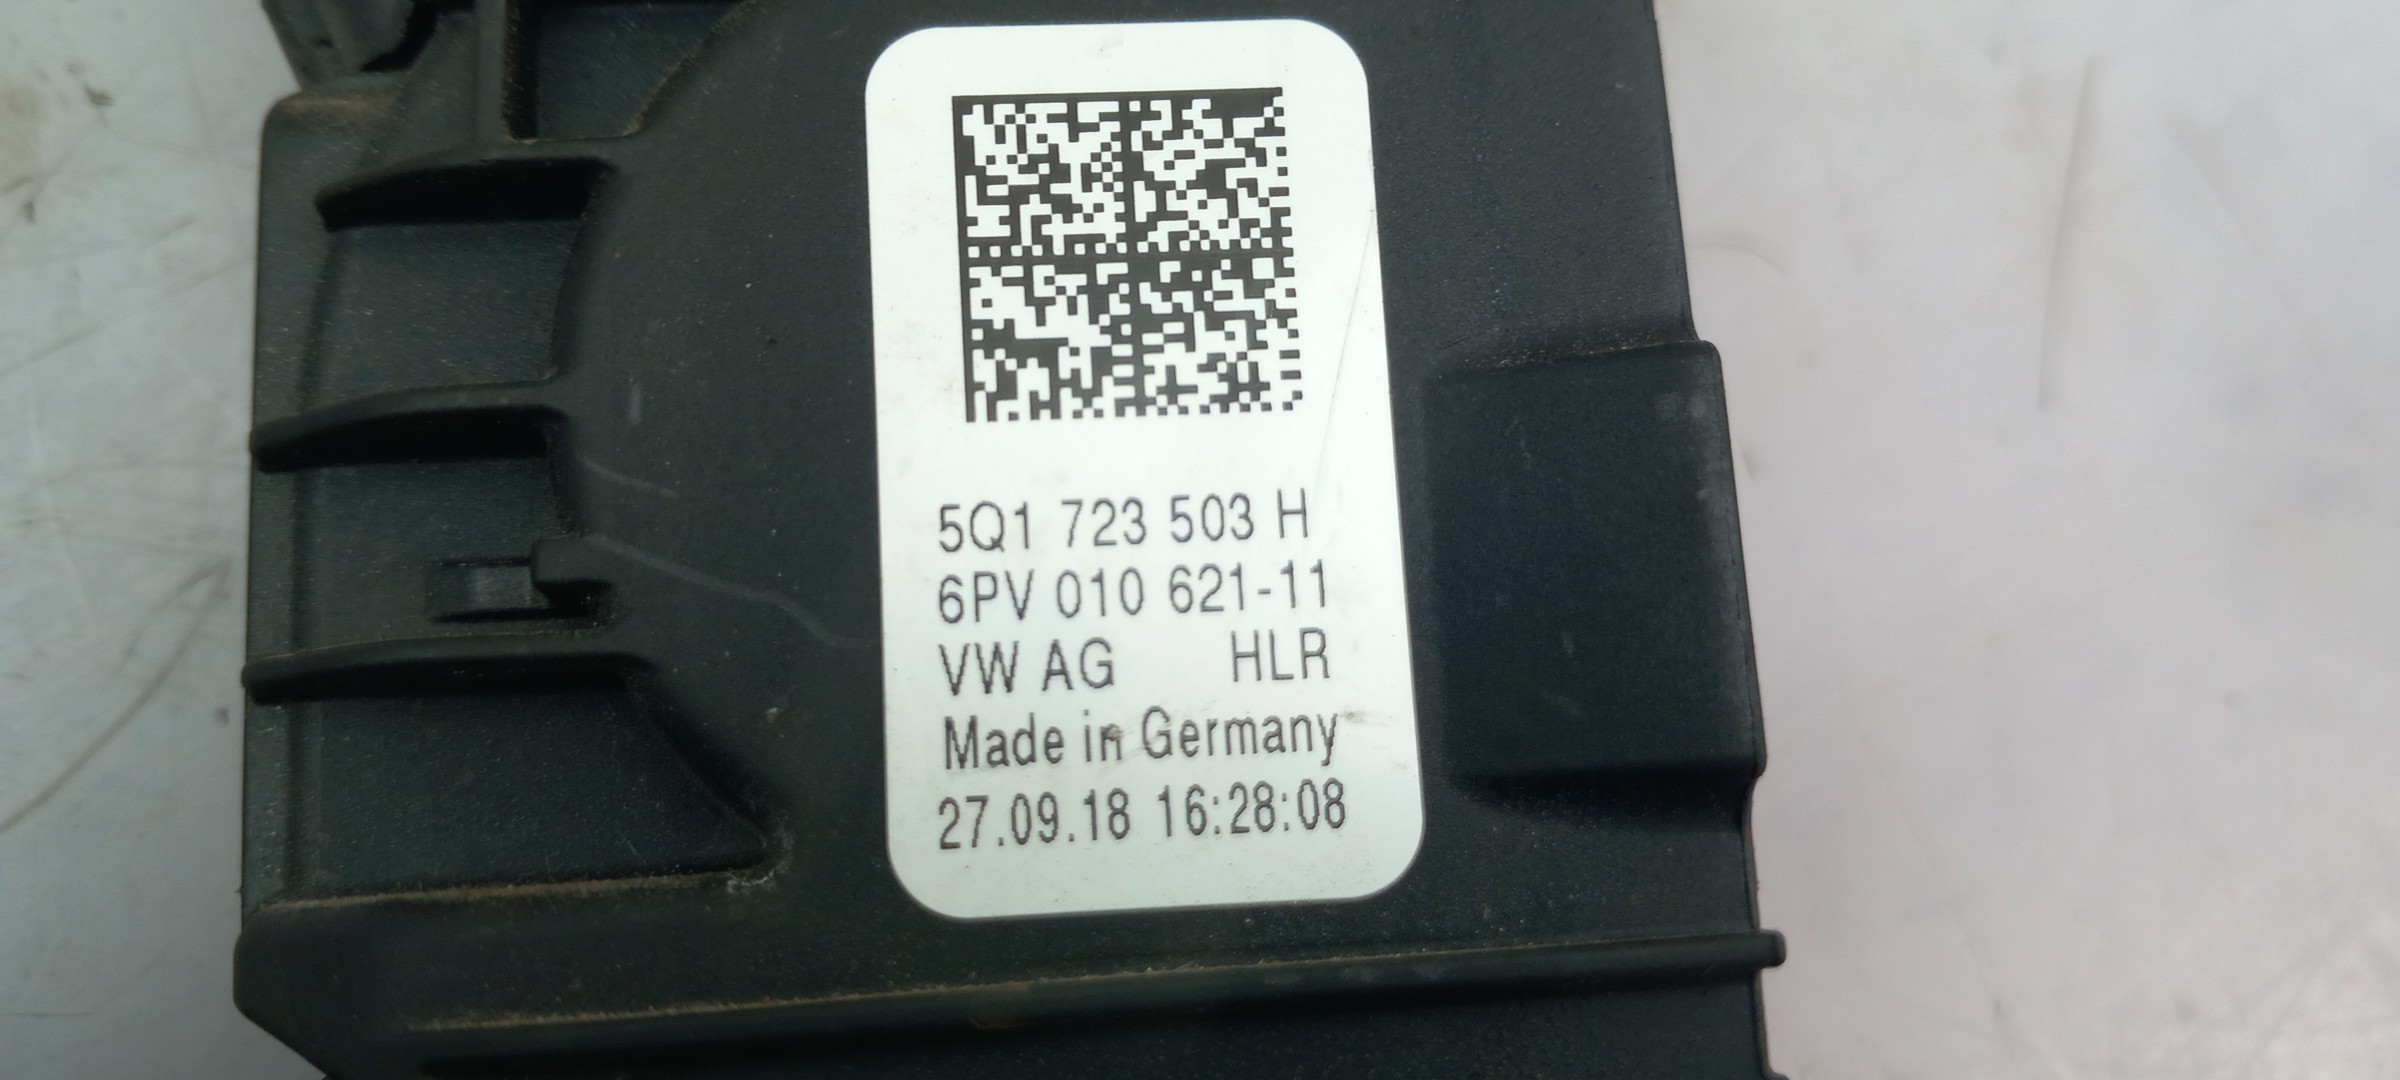 5Q1 723 503 H
6PV 010 621-11
VW AG HLR
Made in Germany
27.09.18 16:28:08